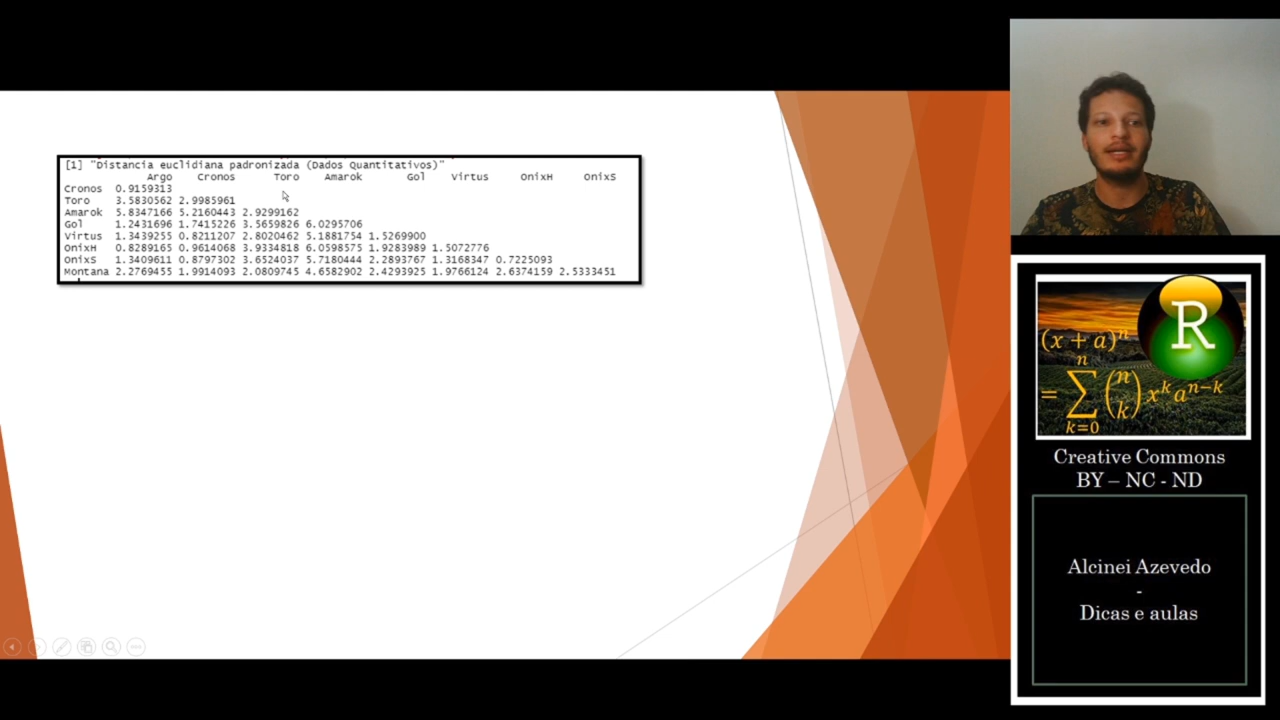 [1] "Distancia euclidiana padronizada (Dados Quantitativos)"
Argo Cronos Toro Amarok Gol Virtus OnixH OnixS
Cronos 0.9159313
Toro 3.5830562 2.9985961
Amarok 5.8347166 5.2160443 2.9299162
Gol 1.2431696 1.7415226 3.5659826 6.0295706
Virtus 1.3439255 0.8211207 2.8020462 5.1881754 1.5269900
OnixH 0.8289165 0.9614068 3.9334818 6.0598575 1.9283989 1.5072776
OnixS 1.3409611 0.8797302 3.6524037 5.7180444 2.2893767 1.3168347 0.7225093
Montana 2.2769455 1.9914093 2.0809745 4.6582902 2.4293925 1.9766124 2.6374159 2.5333451
R
(x + a)^n
= n∑k=0 (n k) x^k a^n−k
Creative Commons
BY – NC - ND
Alcinei Azevedo
-
Dicas e aulas